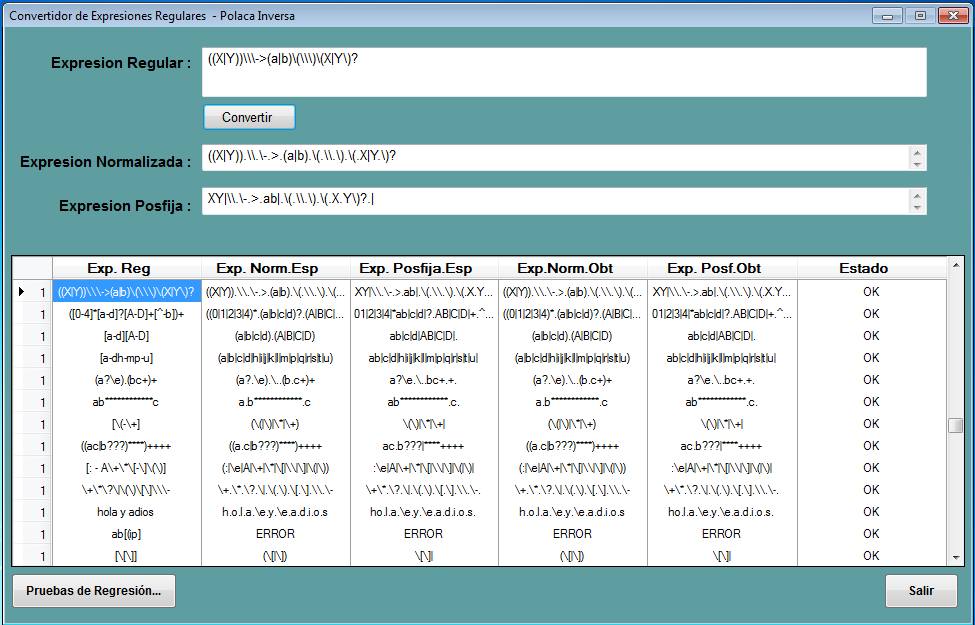 Convertidor de Expresiones Regulares - Polaca Inversa
Expresion Regular : ((X|Y))\\\->(a|b)\(\\\)\(X|Y\)?
Convertir
Expresion Normalizada : ((X|Y)).\\.\-.>.(a|b).\(.\\.\).\(.X|Y.\)?
Expresion Posfija : XY|\\.\-.>.ab|.\(.\\.\).\(.X.Y\)?.|
Exp. Reg Exp. Norm.Esp Exp. Posfija.Esp Exp.Norm.Obt Exp. Posf.Obt Estado
1 ((X|Y))\\\->(a|b)\(\\\)\(X|Y\)? ((X|Y)).\\.\-.>.(a|b).\(.\\.\).\(... XY|\\.\-.>.ab|.\(.\\.\).\(.X.Y... ((X|Y)).\\.\-.>.(a|b).\(.\\.\).\(... XY|\\.\-.>.ab|.\(.\\.\).\(.X.Y... OK
1 ([0-4]*[a-d]?[A-D]+[^-b])+ ((0|1|2|3|4)*.(a|b|c|d)?.(A|B|C|... 01|2|3|4|*ab|c|d|?.AB|C|D|+.^... ((0|1|2|3|4)*.(a|b|c|d)?.(A|B|C|... 01|2|3|4|*ab|c|d|?.AB|C|D|+.^... OK
1 [a-d][A-D] (a|b|c|d).(A|B|C|D) ab|c|d|AB|C|D|. (a|b|c|d).(A|B|C|D) ab|c|d|AB|C|D|. OK
1 [a-dh-mp-u] (a|b|c|d|h|i|j|k|l|m|p|q|r|s|t|u) ab|c|d|h|i|j|k|l|m|p|q|r|s|t|u| (a|b|c|d|h|i|j|k|l|m|p|q|r|s|t|u) ab|c|d|h|i|j|k|l|m|p|q|r|s|t|u| OK
1 (a?\e).(bc+)+ (a?.\e).\..(b.c+)+ a?\e.\..bc+.+. (a?.\e).\..(b.c+)+ a?\e.\..bc+.+. OK
1 ab************c a.b************.c ab************.c. a.b************.c ab************.c. OK
1 [\(-\+] (\(|\)|\*|\+) \(\)|\*|\+| (\(|\)|\*|\+) \(\)|\*|\+| OK
1 ((ac|b???)****)++++ ((a.c|b???)****)++++ ac.b???|****++++ ((a.c|b???)****)++++ ac.b???|****++++ OK
1 [: - A\+\*\[-\]\(\)] (:|\e|A|\+|\*|\[|\\|\]|\(|\)) :\e|A|\+|\*|\[|\\|\]|\(|\)| (:|\e|A|\+|\*|\[|\\|\]|\(|\)) :\e|A|\+|\*|\[|\\|\]|\(|\)| OK
1 \+\*\?\|\(\)\[\]\\\- \+.\*.\?.\|.\(.\).\[.\].\\.\- \+\*.\?.\|.\(.\).\[.\].\\.\-. \+.\*.\?.\|.\(.\).\[.\].\\.\- \+\*.\?.\|.\(.\).\[.\].\\.\-. OK
1 hola y adios h.o.l.a.\e.y.\e.a.d.i.o.s ho.l.a.\e.y.\e.a.d.i.o.s. h.o.l.a.\e.y.\e.a.d.i.o.s ho.l.a.\e.y.\e.a.d.i.o.s. OK
1 ab[(ip] ERROR ERROR ERROR ERROR OK
1 [\[\]] (\[|\]) \[\]| (\[|\]) \[\]| OK
Pruebas de Regresión... Salir